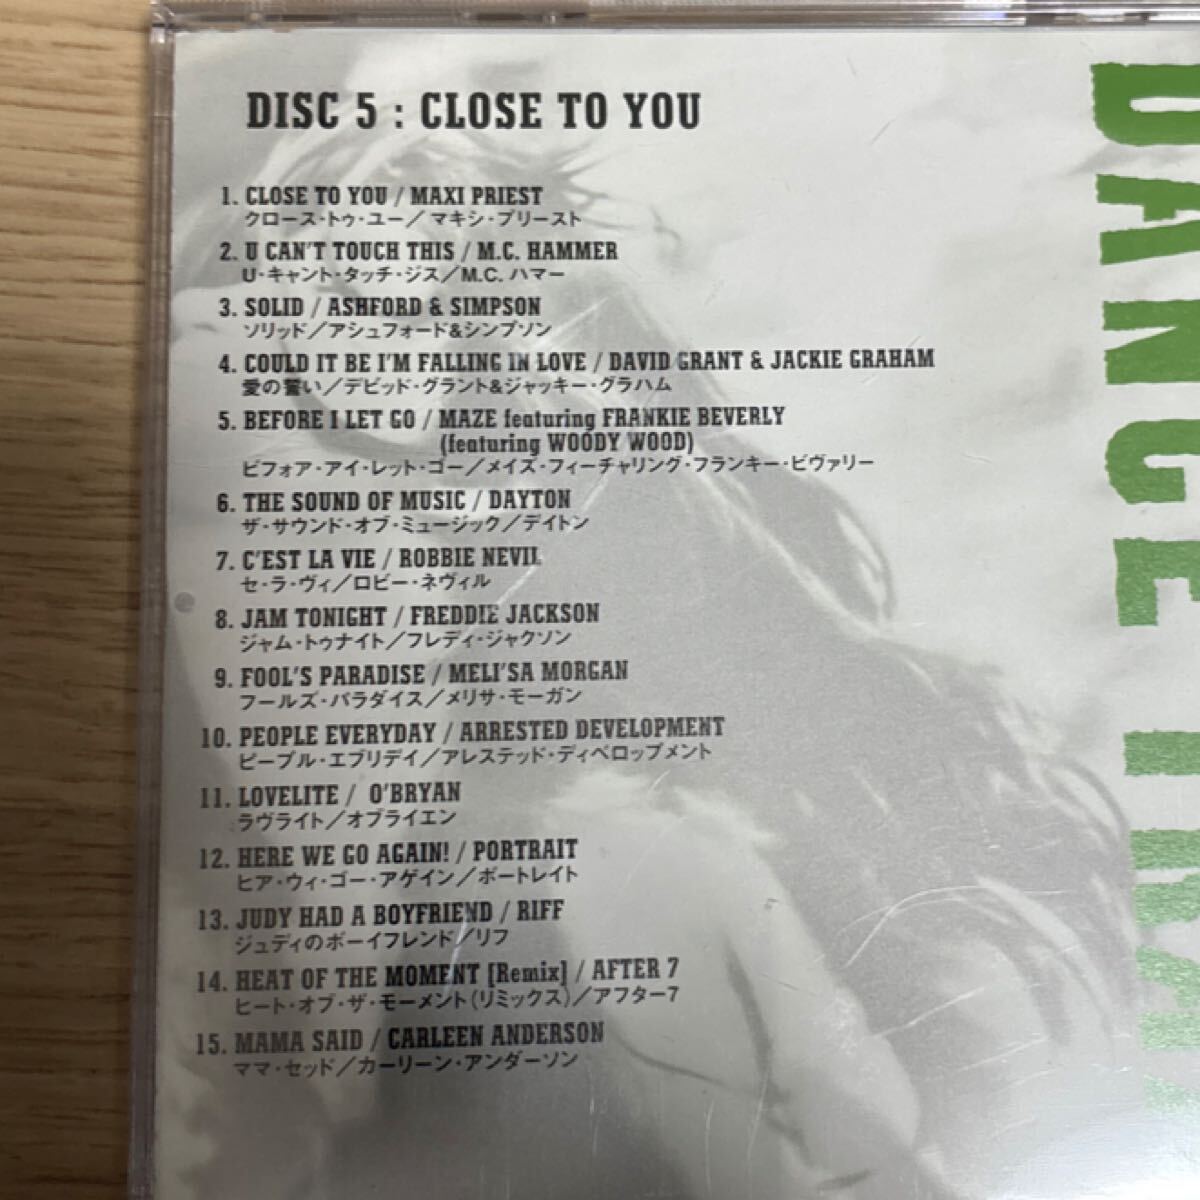 DISC 5 : CLOSE TO YOU
1. CLOSE TO YOU / MAXI PRIEST
クロース・トゥ・ユー／マキシ・プリースト
2. U CAN'T TOUCH THIS / M.C. HAMMER
U・キャント・タッチ・ジス／M.C. ハマー
3. SOLID / ASHFORD & SIMPSON
ソリッド／アシュフォード&シンプソン
4. COULD IT BE I'M FALLING IN LOVE / DAVID GRANT & JACKIE GRAHAM
愛の誓い／デビッド・グラント&ジャッキー・グラハム
5. BEFORE I LET GO / MAZE featuring FRANKIE BEVERLY
(featuring WOODY WOOD)
ビフォア・アイ・レット・ゴー／メイズ・フィーチャリング・フランキー・ビヴァリー
6. THE SOUND OF MUSIC / DAYTON
ザ・サウンド・オブ・ミュージック／デイトン
7. C'EST LA VIE / ROBBIE NEVIL
セ・ラ・ヴィ／ロビー・ネヴィル
8. JAM TONIGHT / FREDDIE JACKSON
ジャム・トゥナイト／フレディ・ジャクソン
9. FOOL'S PARADISE / MELI'SA MORGAN
フールズ・パラダイス／メリサ・モーガン
10. PEOPLE EVERYDAY / ARRESTED DEVELOPMENT
ピープル・エブリデイ／アレステッド・ディベロップメント
11. LOVELITE / O'BRYAN
ラヴライト／オブライエン
12. HERE WE GO AGAIN! / PORTRAIT
ヒア・ウィ・ゴー・アゲイン／ポートレイト
13. JUDY HAD A BOYFRIEND / RIFF
ジュディのボーイフレンド／リフ
14. HEAT OF THE MOMENT [Remix] / AFTER 7
ヒート・オブ・ザ・モーメント(リミックス)／アフター7
15. MAMA SAID / CARLEEN ANDERSON
ママ・セッド／カーリーン・アンダーソン
DANCE